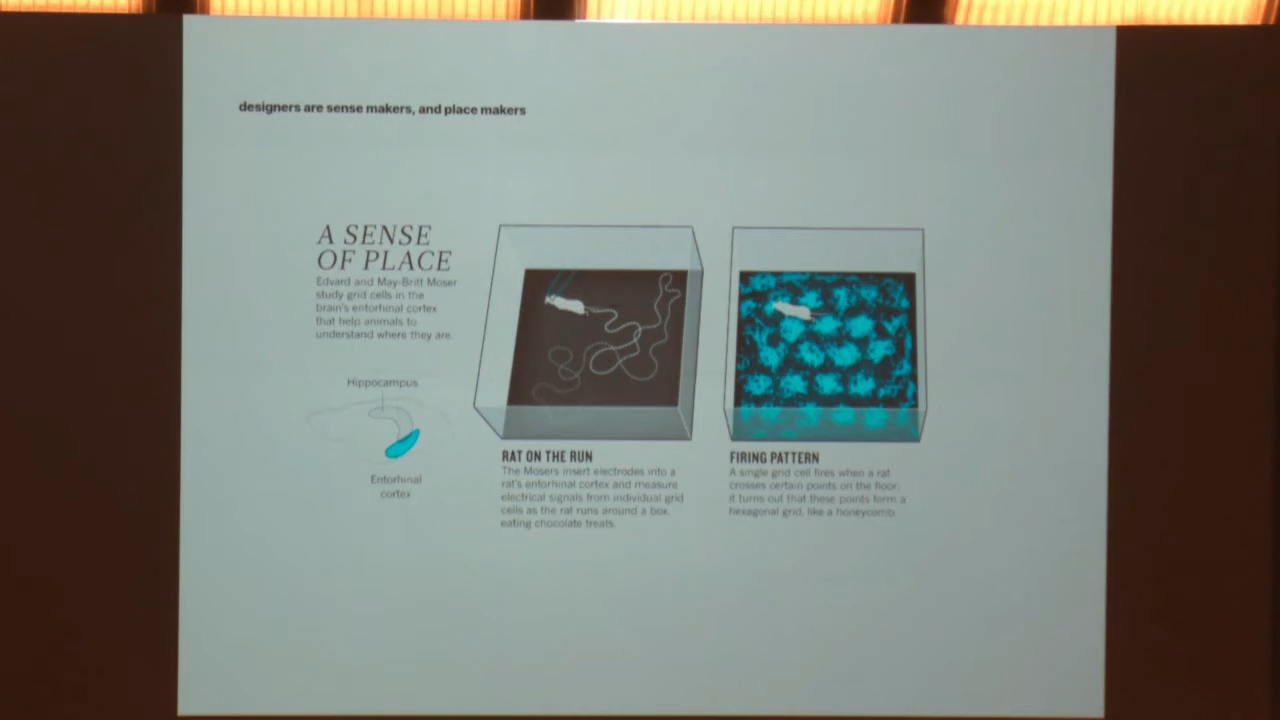 designers are sense makers, and place makers
A SENSE
OF PLACE
Edvard and May-Britt Moser
study grid cells in the
brain's entorhinal cortex
that help animals to
understand where they are.
Hippocampus
Entorhinal
cortex
RAT ON THE RUN
The Mosers insert electrodes into a
rat's entorhinal cortex and measure
electrical signals from individual grid
cells as the rat runs around a box,
eating chocolate treats.
FIRING PATTERN
A single grid cell fires when a rat
crosses certain points on the floor;
it turns out that these points form a
hexagonal grid, like a honeycomb.